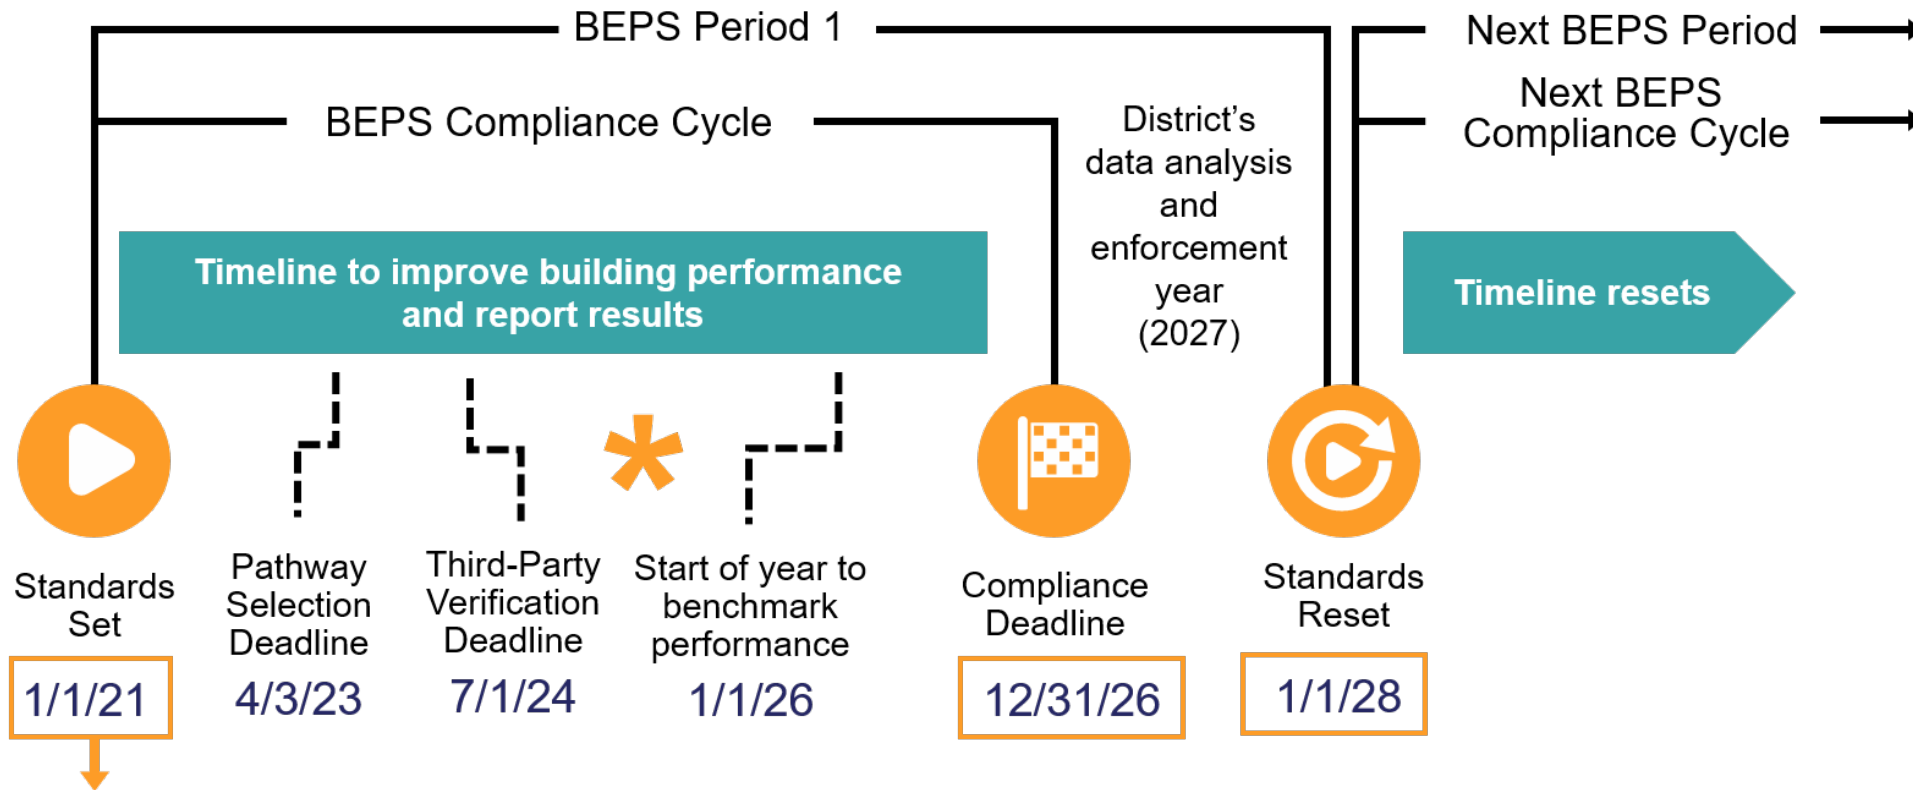 BEPS Period 1
Next BEPS Period
BEPS Compliance Cycle
Next BEPS
Compliance Cycle
District’s
data analysis
and
enforcement
year
(2027)
Timeline to improve building performance
and report results
Timeline resets
*
Standards
Set
1/1/21
Pathway
Selection
Deadline
4/3/23
Third-Party
Verification
Deadline
7/1/24
Start of year to
benchmark
performance
1/1/26
Compliance
Deadline
12/31/26
Standards
Reset
1/1/28